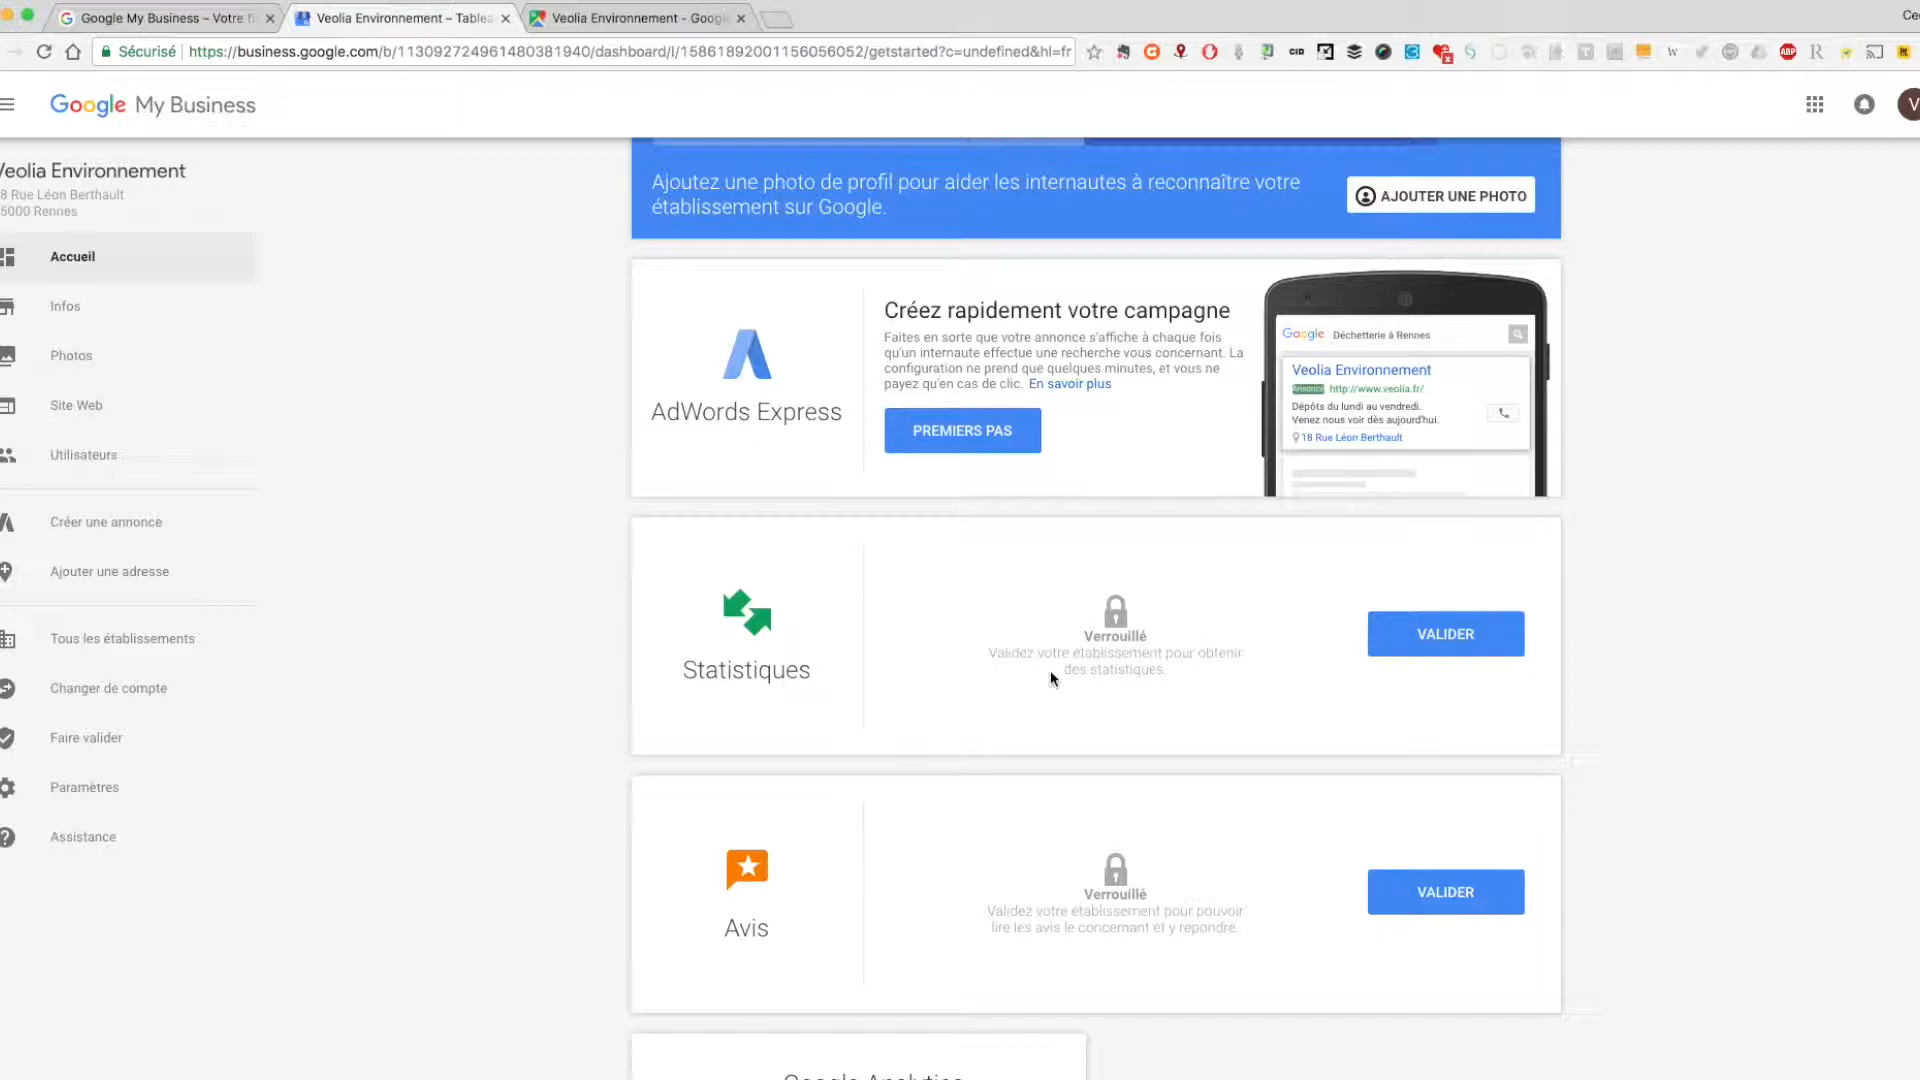 Google My Business – Votre f
Veolia Environnement – Tablea
Veolia Environnement - Googl
Sécurisé
https://business.google.com/b/113092724961480381940/dashboard/l/15861892001156056052/getstarted?c=undefined&hl=fr
CID
ABP
Google My Business
V
Veolia Environnement
8 Rue Léon Berthault
5000 Rennes
Accueil
Infos
Photos
Site Web
Utilisateurs
Créer une annonce
Ajouter une adresse
Tous les établissements
Changer de compte
Faire valider
Paramètres
Assistance
Ajoutez une photo de profil pour aider les internautes à reconnaître votre
établissement sur Google.
AJOUTER UNE PHOTO
AdWords Express
Créez rapidement votre campagne
Faites en sorte que votre annonce s'affiche à chaque fois
qu'un internaute effectue une recherche vous concernant. La
configuration ne prend que quelques minutes, et vous ne
payez qu'en cas de clic. En savoir plus
PREMIERS PAS
Google Déchetterie à Rennes
Veolia Environnement
Annonce http://www.veolia.fr/
Dépôts du lundi au vendredi.
Venez nous voir dès aujourd'hui.
18 Rue Léon Berthault
Statistiques
Verrouillé
Validez votre établissement pour obtenir
des statistiques.
VALIDER
Avis
Verrouillé
Validez votre établissement pour pouvoir
lire les avis le concernant et y répondre.
VALIDER
Google Analytics